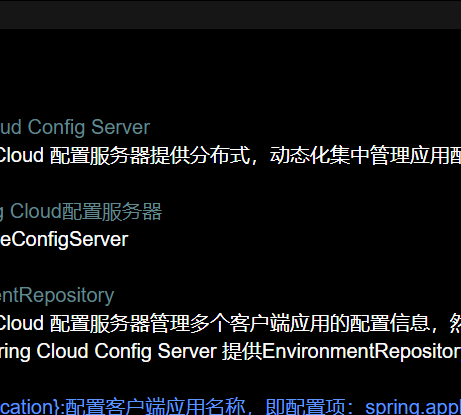 ud Config Server
Cloud 配置服务器提供分布式，动态化集中管理应用配
g Cloud配置服务器
eConfigServer
entRepository
Cloud 配置服务器管理多个客户端应用的配置信息，然
ring Cloud Config Server 提供EnvironmentRepositor
cation}:配置客户端应用名称，即配置项：spring.appl